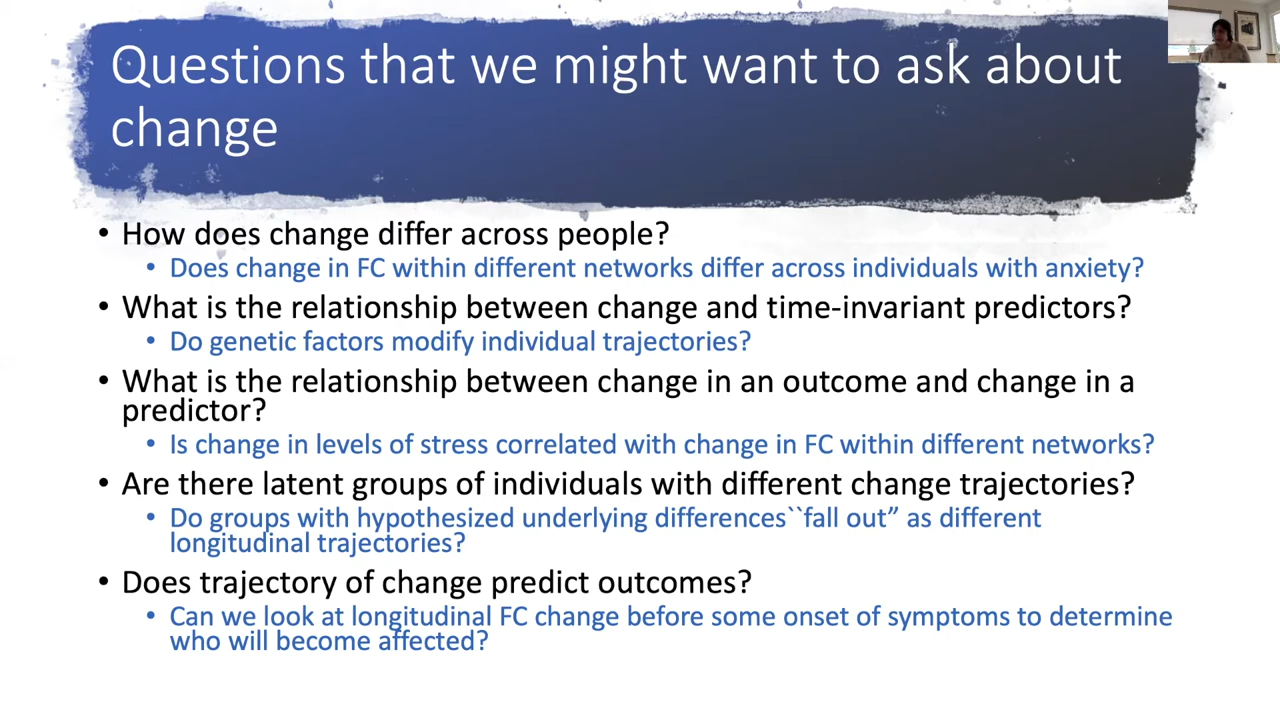 Questions that we might want to ask about
change
• How does change differ across people?
• Does change in FC within different networks differ across individuals with anxiety?
• What is the relationship between change and time-invariant predictors?
• Do genetic factors modify individual trajectories?
• What is the relationship between change in an outcome and change in a
predictor?
• Is change in levels of stress correlated with change in FC within different networks?
• Are there latent groups of individuals with different change trajectories?
• Do groups with hypothesized underlying differences``fall out” as different
longitudinal trajectories?
• Does trajectory of change predict outcomes?
• Can we look at longitudinal FC change before some onset of symptoms to determine
who will become affected?